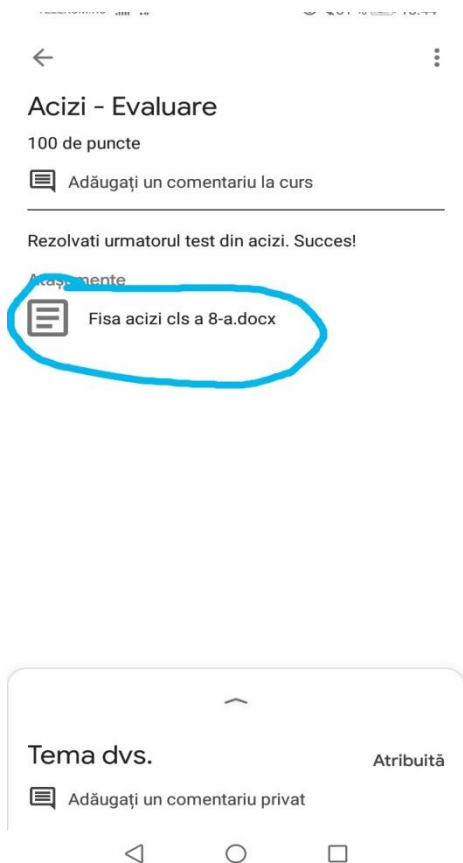 Acizi - Evaluare
100 de puncte
Adăugați un comentariu la curs
Rezolvati urmatorul test din acizi. Succes!
Atașamente
Fisa acizi cls a 8-a.docx
Tema dvs.
Atribuită
Adăugați un comentariu privat